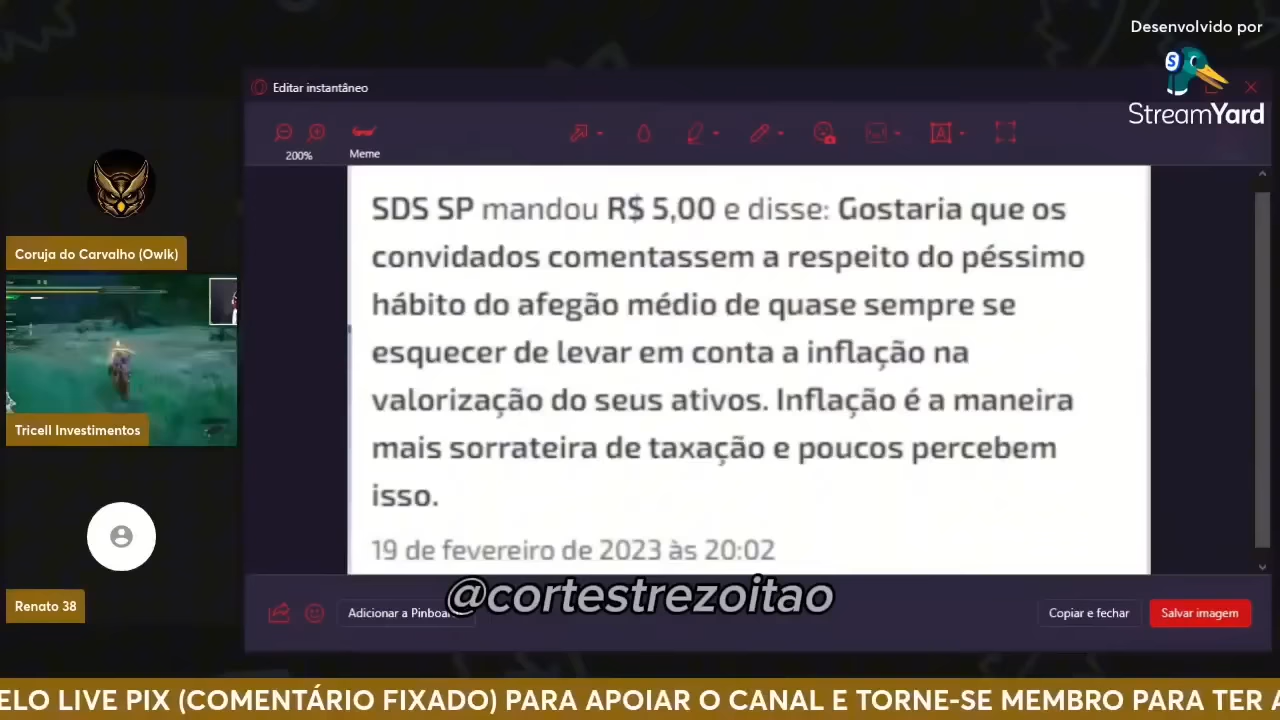 Desenvolvido por
StreamYard
Editar instantâneo
200%
Meme
Coruja do Carvalho (Owlk)
Tricell Investimentos
Renato 38
SDS SP mandou R$ 5,00 e disse: Gostaria que os
convidados comentassem a respeito do péssimo
hábito do afegão médio de quase sempre se
esquecer de levar em conta a inflação na
valorização do seus ativos. Inflação é a maneira
mais sorrateira de taxação e poucos percebem
isso.
19 de fevereiro de 2023 às 20:02
@cortestrezoitao
Adicionar a Pinboar
Copiar e fechar
Salvar imagem
ELO LIVE PIX (COMENTÁRIO FIXADO) PARA APOIAR O CANAL E TORNE-SE MEMBRO PARA TER A